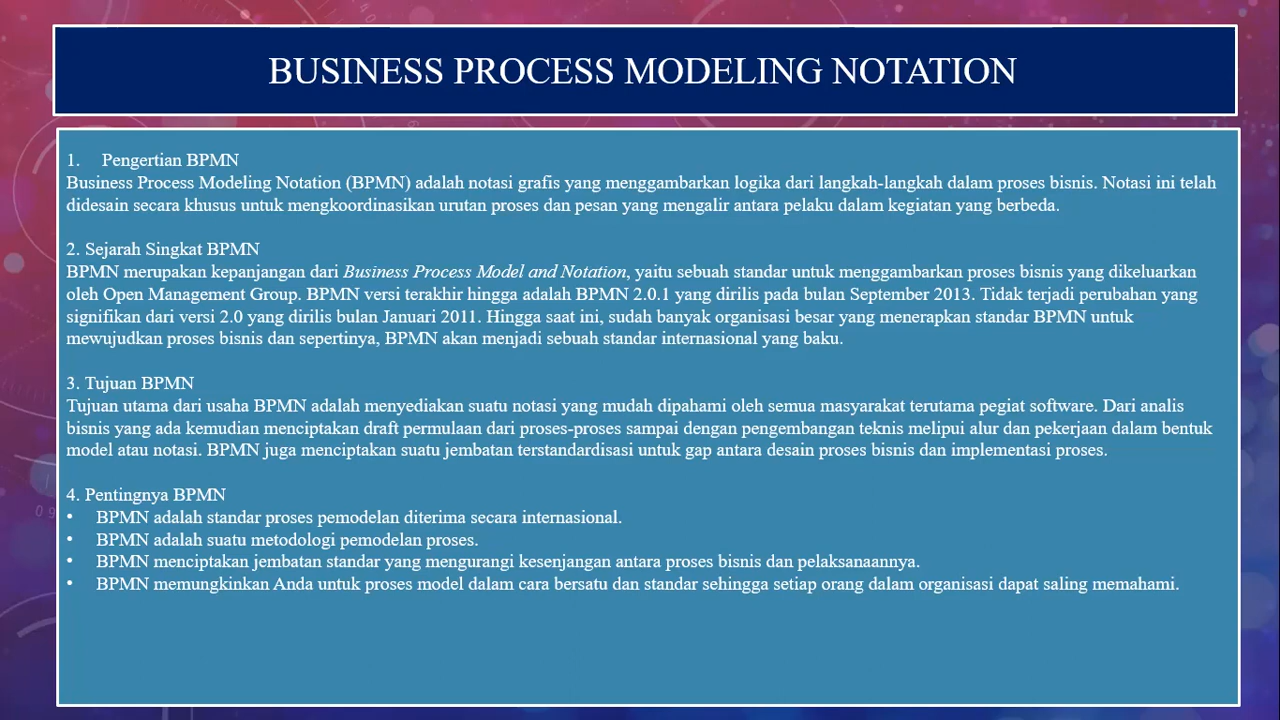 BUSINESS PROCESS MODELING NOTATION
1. Pengertian BPMN
Business Process Modeling Notation (BPMN) adalah notasi grafis yang menggambarkan logika dari langkah-langkah dalam proses bisnis. Notasi ini telah
didesain secara khusus untuk mengkoordinasikan urutan proses dan pesan yang mengalir antara pelaku dalam kegiatan yang berbeda.
2. Sejarah Singkat BPMN
BPMN merupakan kepanjangan dari Business Process Model and Notation, yaitu sebuah standar untuk menggambarkan proses bisnis yang dikeluarkan
oleh Open Management Group. BPMN versi terakhir hingga adalah BPMN 2.0.1 yang dirilis pada bulan September 2013. Tidak terjadi perubahan yang
signifikan dari versi 2.0 yang dirilis bulan Januari 2011. Hingga saat ini, sudah banyak organisasi besar yang menerapkan standar BPMN untuk
mewujudkan proses bisnis dan sepertinya, BPMN akan menjadi sebuah standar internasional yang baku.
3. Tujuan BPMN
Tujuan utama dari usaha BPMN adalah menyediakan suatu notasi yang mudah dipahami oleh semua masyarakat terutama pegiat software. Dari analis
bisnis yang ada kemudian menciptakan draft permulaan dari proses-proses sampai dengan pengembangan teknis melipui alur dan pekerjaan dalam bentuk
model atau notasi. BPMN juga menciptakan suatu jembatan terstandardisasi untuk gap antara desain proses bisnis dan implementasi proses.
4. Pentingnya BPMN
• BPMN adalah standar proses pemodelan diterima secara internasional.
• BPMN adalah suatu metodologi pemodelan proses.
• BPMN menciptakan jembatan standar yang mengurangi kesenjangan antara proses bisnis dan pelaksanaannya.
• BPMN memungkinkan Anda untuk proses model dalam cara bersatu dan standar sehingga setiap orang dalam organisasi dapat saling memahami.